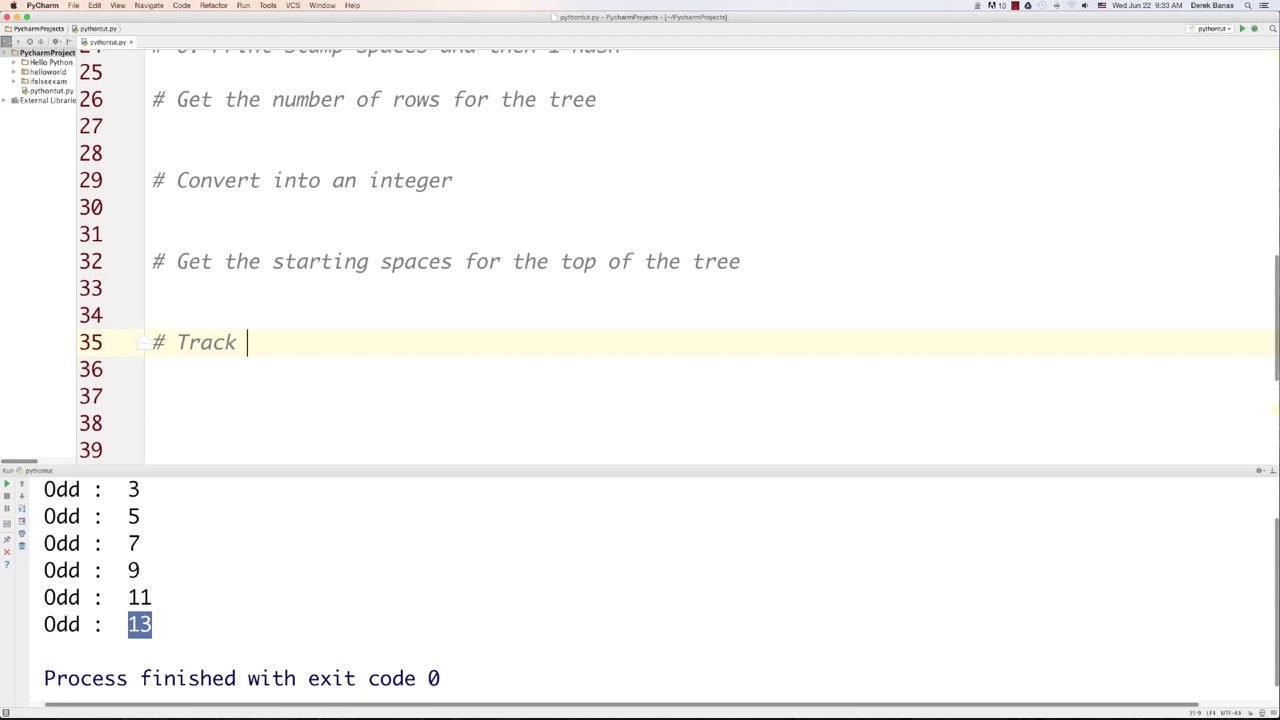 PyCharm File Edit View Navigate Code Refactor Run Tools VCS Window Help 10 Wed Jun 22 9:33 AM Derek Banas
pythontut.py - PycharmProjects - [~/PycharmProjects]
PycharmProjects pythontut.py pythontut
pythontut.py
PycharmProject
Hello Python
helloworld
ifelseexam
pythontut.py
External Librarie
24 # 6. Print stump spaces and then 1 hash
25
26 # Get the number of rows for the tree
27
28
29 # Convert into an integer
30
31
32 # Get the starting spaces for the top of the tree
33
34
35 # Track
36
37
38
39
Run pythontut
Odd : 3
Odd : 5
Odd : 7
Odd : 9
Odd : 11
Odd : 13
Process finished with exit code 0
35:9 LF÷ UTF-8÷